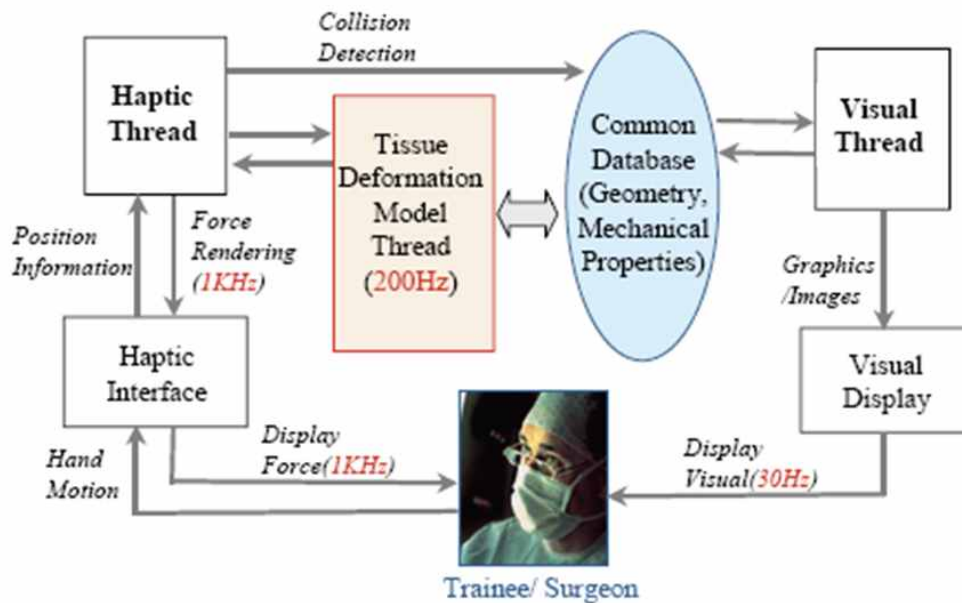 Collision
Detection
Haptic
Thread
Tissue
Deformation
Model
Thread
(200Hz)
Common
Database
(Geometry,
Mechanical
Properties)
Visual
Thread
Position
Information
Force
Rendering
(1KHz)
Graphics
/Images
Haptic
Interface
Visual
Display
Hand
Motion
Display
Force(1KHz)
Display
Visual(30Hz)
Trainee/ Surgeon